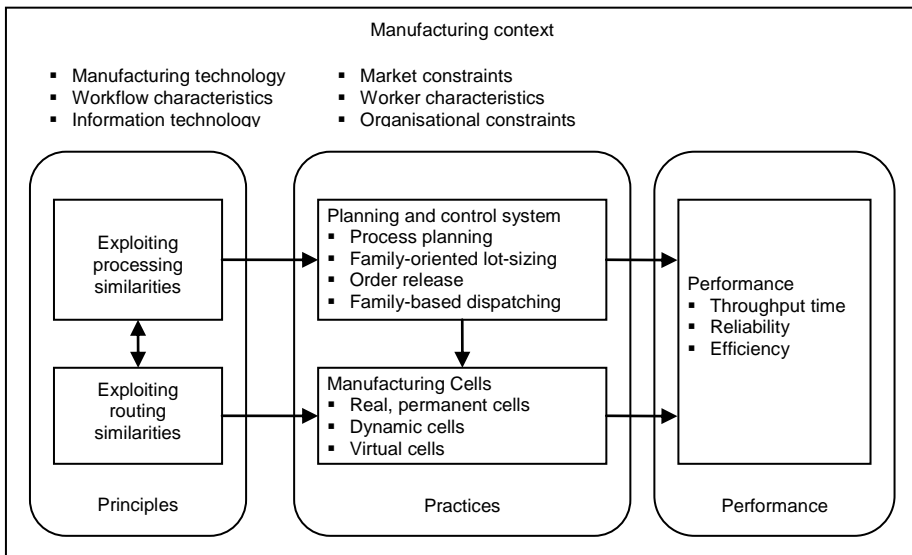 Manufacturing context
▪ Manufacturing technology
▪ Workflow characteristics
▪ Information technology
▪ Market constraints
▪ Worker characteristics
▪ Organisational constraints
Exploiting
processing
similarities
Exploiting
routing
similarities
Principles
Planning and control system
▪ Process planning
▪ Family-oriented lot-sizing
▪ Order release
▪ Family-based dispatching
Manufacturing Cells
▪ Real, permanent cells
▪ Dynamic cells
▪ Virtual cells
Practices
Performance
▪ Throughput time
▪ Reliability
▪ Efficiency
Performance